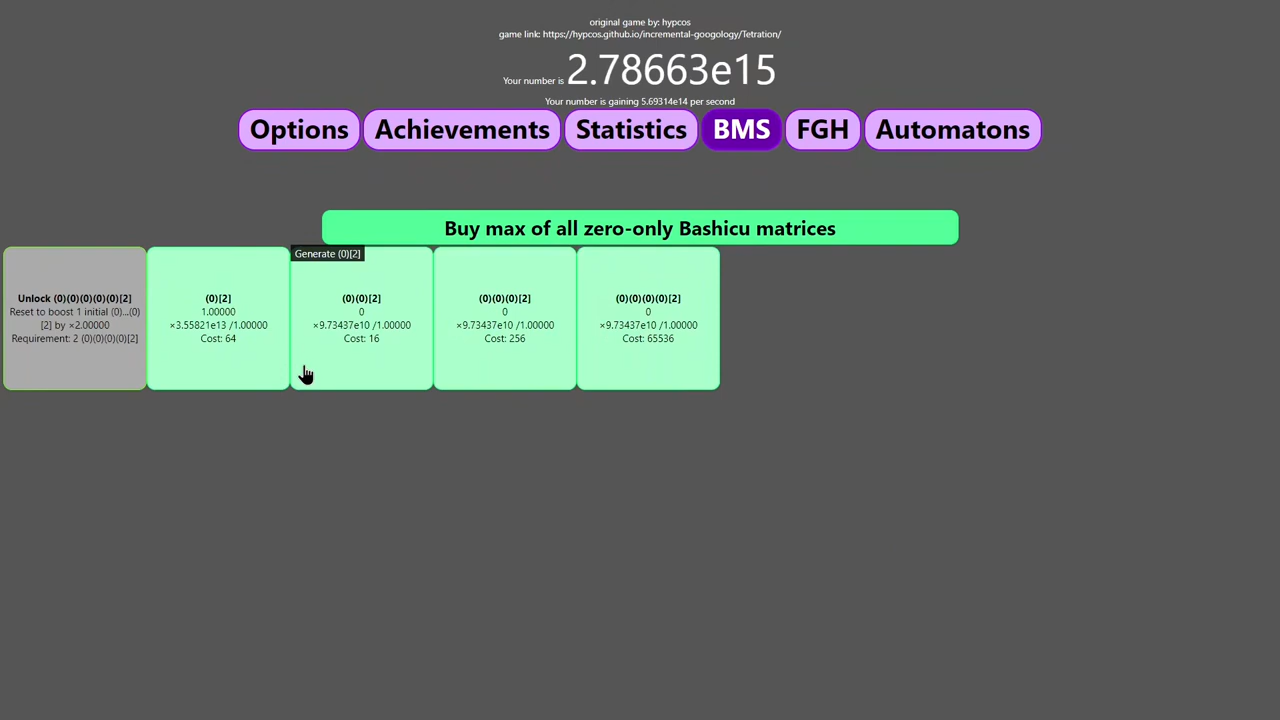 original game by: hypcos
game link: https://hypcos.github.io/incremental-googology/Tetration/
Your number is 2.78663e15
Your number is gaining 5.69314e14 per second
Options
Achievements
Statistics
BMS
FGH
Automatons
Buy max of all zero-only Bashicu matrices
Generate (0)[2]
Unlock (0)(0)(0)(0)(0)[2]
Reset to boost 1 initial (0)...(0)
[2] by ×2.00000
Requirement: 2 (0)(0)(0)(0)[2]
(0)[2]
1.00000
×3.55821e13 /1.00000
Cost: 64
(0)(0)[2]
0
×9.73437e10 /1.00000
Cost: 16
(0)(0)(0)[2]
0
×9.73437e10 /1.00000
Cost: 256
(0)(0)(0)(0)[2]
0
×9.73437e10 /1.00000
Cost: 65536